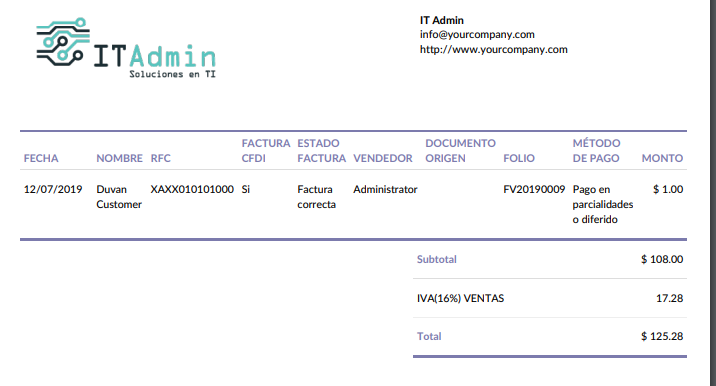 ITAdmin
Soluciones en TI
IT Admin
info@yourcompany.com
http://www.yourcompany.com
FACTURA ESTADO DOCUMENTO MÉTODO
FECHA NOMBRE RFC CFDI FACTURA VENDEDOR ORIGEN FOLIO DE PAGO MONTO
12/07/2019 Duvan XAXX010101000 Si Factura Administrator FV20190009 Pago en $ 1.00
Customer correcta parcialidades
o diferido
Subtotal $ 108.00
IVA(16%) VENTAS 17.28
Total $ 125.28